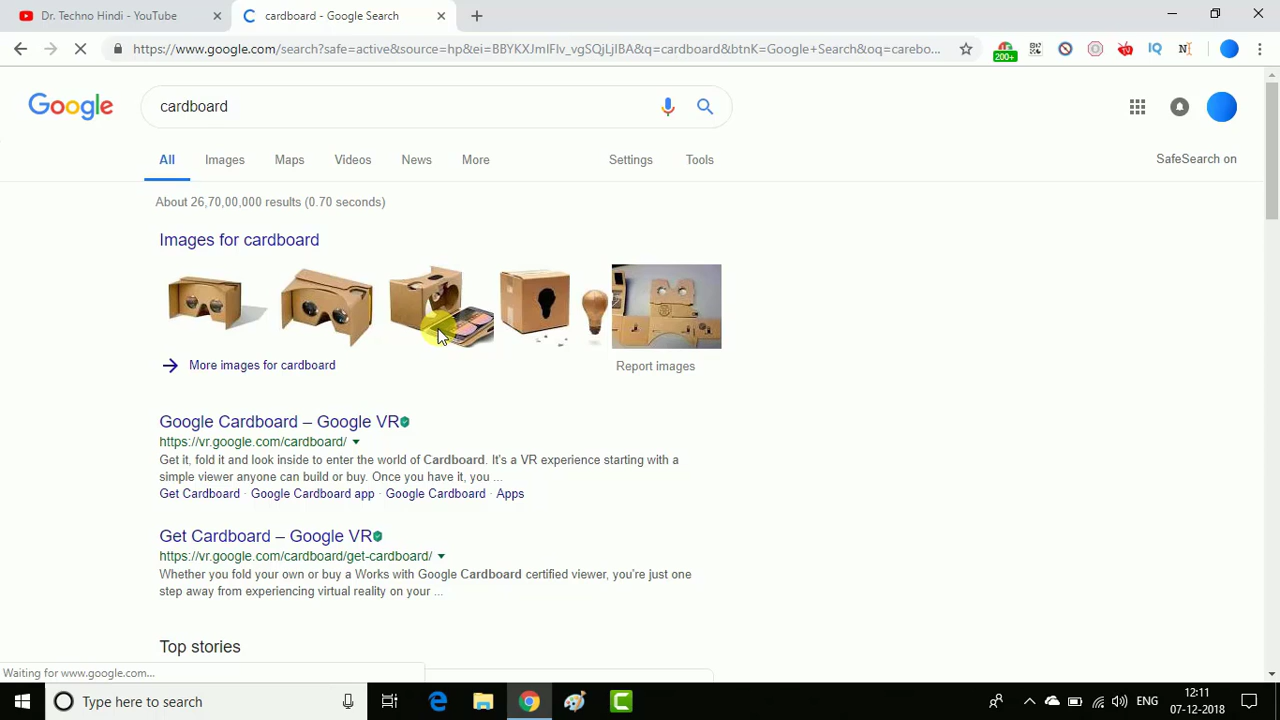 Dr. Techno Hindi - YouTube
cardboard - Google Search
https://www.google.com/search?safe=active&source=hp&ei=BBYKXJmIFIv_vgSQjLjIBA&q=cardboard&btnK=Google+Search&oq=carebo...
200+
IQ
Google
cardboard
All
Images
Maps
Videos
News
More
Settings
Tools
SafeSearch on
About 26,70,00,000 results (0.70 seconds)
Images for cardboard
More images for cardboard
Report images
Google Cardboard – Google VR
https://vr.google.com/cardboard/
Get it, fold it and look inside to enter the world of Cardboard. It's a VR experience starting with a
simple viewer anyone can build or buy. Once you have it, you ...
Get Cardboard · Google Cardboard app · Google Cardboard · Apps
Get Cardboard – Google VR
https://vr.google.com/cardboard/get-cardboard/
Whether you fold your own or buy a Works with Google Cardboard certified viewer, you're just one
step away from experiencing virtual reality on your ...
Top stories
Waiting for www.google.com...
Type here to search
ENG
12:11
07-12-2018